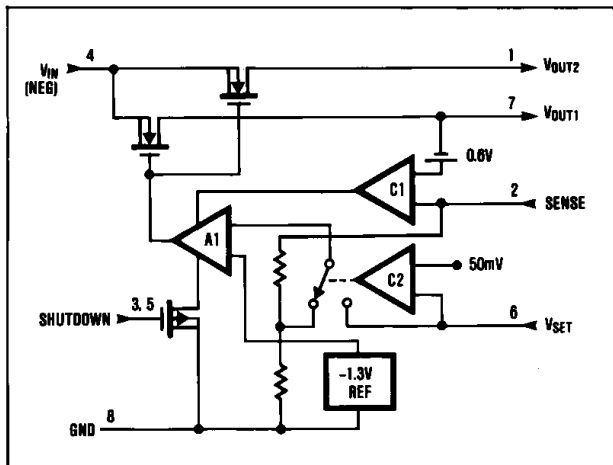 4
VIN
(NEG)
1
VOUT2
7
VOUT1
0.6V
C1
2
SENSE
A1
C2
50mV
3, 5
SHUTDOWN
6
VSET
-1.3V
REF
8
GND